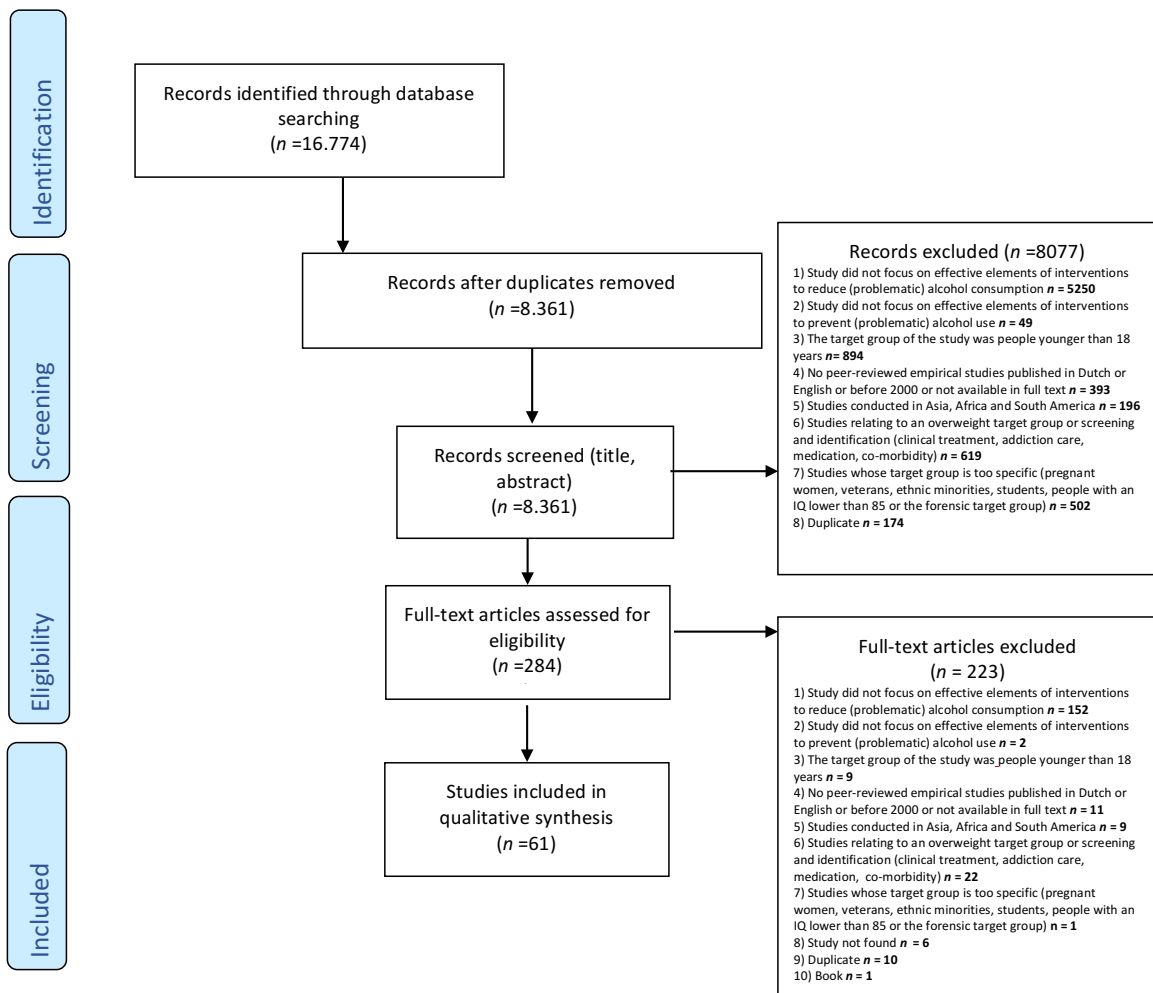 Identification
Records identified through database
searching
(n =16.774)
Screening
Records after duplicates removed
(n =8.361)
Records screened (title,
abstract)
(n =8.361)
Records excluded (n =8077)
1) Study did not focus on effective elements of interventions
to reduce (problematic) alcohol consumption n = 5250
2) Study did not focus on effective elements of interventions
to prevent (problematic) alcohol use n = 49
3) The target group of the study was people younger than 18
years n= 894
4) No peer-reviewed empirical studies published in Dutch or
English or before 2000 or not available in full text n = 393
5) Studies conducted in Asia, Africa and South America n = 196
6) Studies relating to an overweight target group or screening
and identification (clinical treatment, addiction care,
medication, co-morbidity) n = 619
7) Studies whose target group is too specific (pregnant
women, veterans, ethnic minorities, students, people with an
IQ lower than 85 or the forensic target group) n = 502
8) Duplicate n = 174
Eligibility
Full-text articles assessed for
eligibility
(n =284)
Full-text articles excluded
(n = 223)
1) Study did not focus on effective elements of interventions
to reduce (problematic) alcohol consumption n = 152
2) Study did not focus on effective elements of interventions
to prevent (problematic) alcohol use n = 2
3) The target group of the study was people younger than 18
years n = 9
4) No peer-reviewed empirical studies published in Dutch or
English or before 2000 or not available in full text n = 11
5) Studies conducted in Asia, Africa and South America n = 9
6) Studies relating to an overweight target group or screening
and identification (clinical treatment, addiction care,
medication, co-morbidity) n = 22
7) Studies whose target group is too specific (pregnant
women, veterans, ethnic minorities, students, people with an
IQ lower than 85 or the forensic target group) n = 1
8) Study not found n = 6
9) Duplicate n = 10
10) Book n = 1
Included
Studies included in
qualitative synthesis
(n =61)